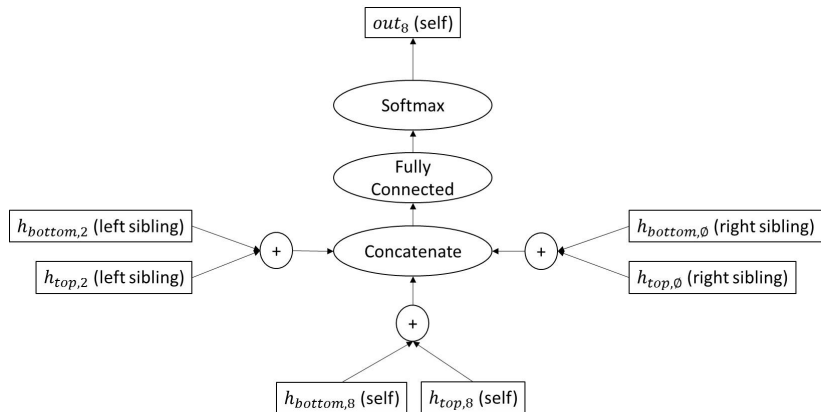 out₈ (self)
Softmax
Fully
Connected
h_bottom,2 (left sibling)
h_bottom,∅ (right sibling)
+
Concatenate
+
h_top,2 (left sibling)
h_top,∅ (right sibling)
+
h_bottom,8 (self)
h_top,8 (self)